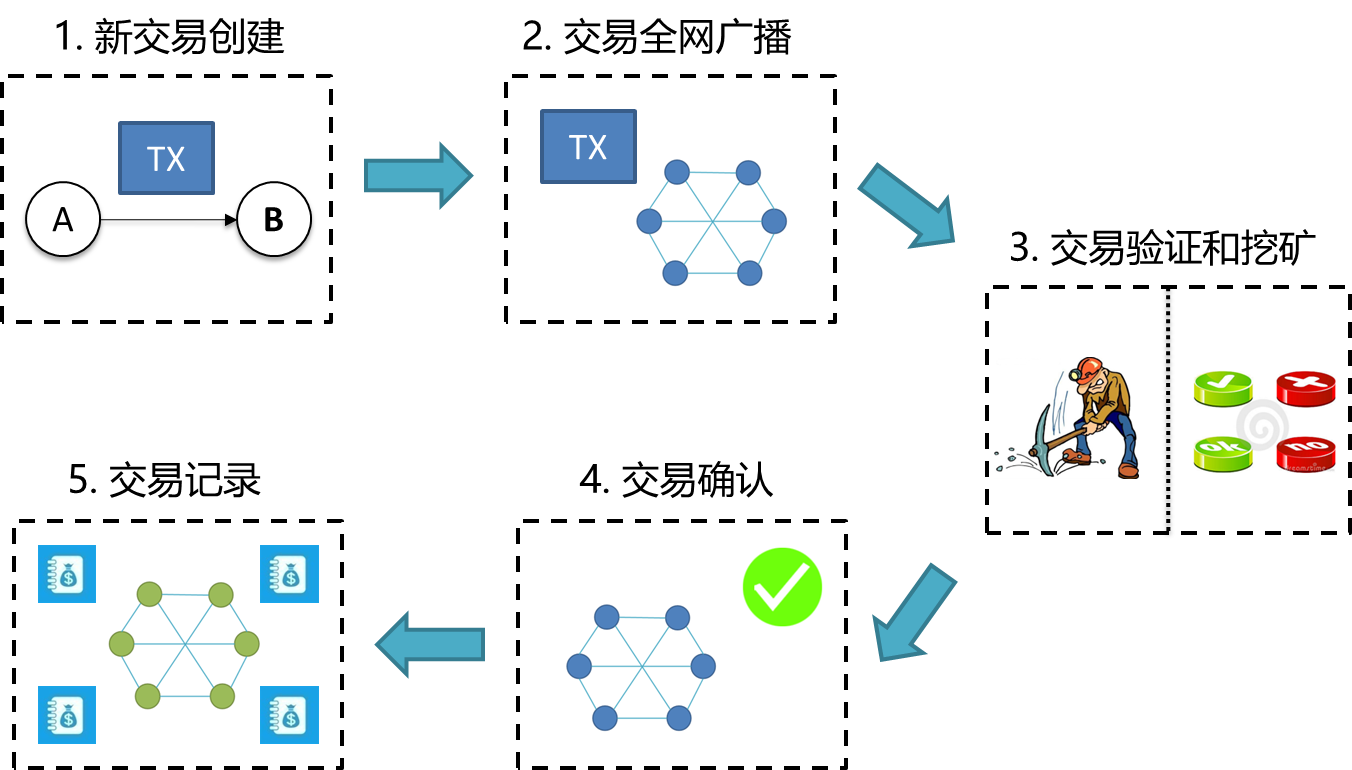 1. 新交易创建
2. 交易全网广播
TX
A
B
TX
3. 交易验证和挖矿
ok
no
dreamstime
5. 交易记录
4. 交易确认
$
$
$
$